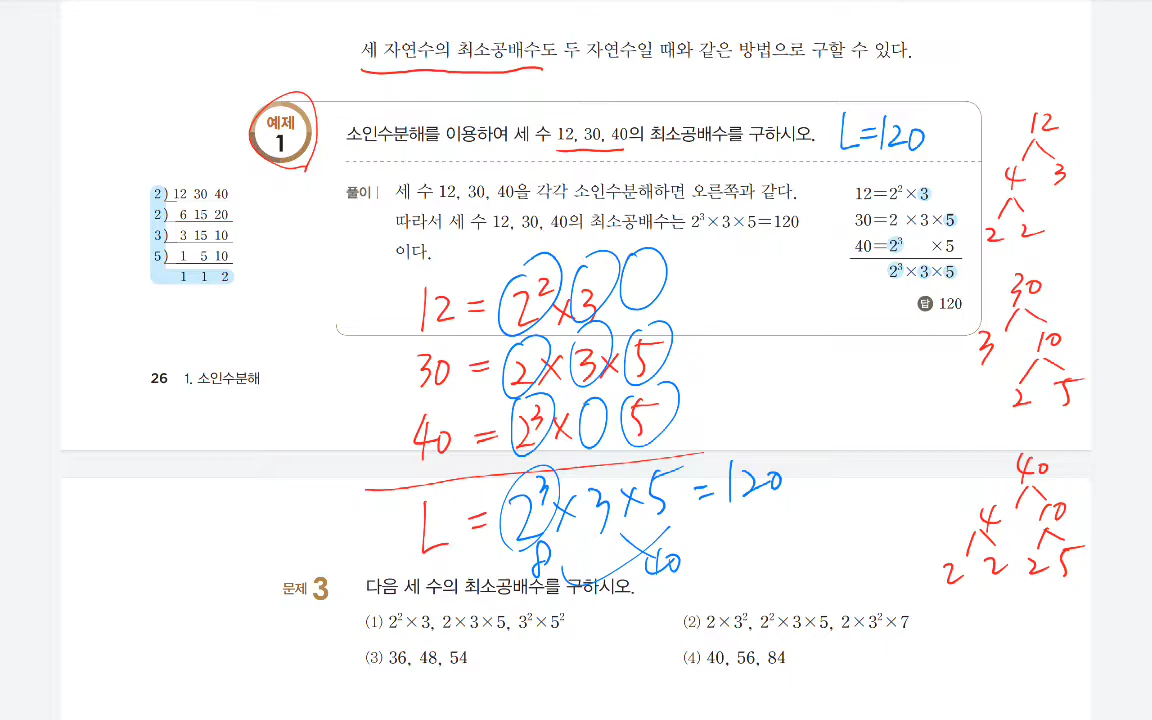 세 자연수의 최소공배수도 두 자연수일 때와 같은 방법으로 구할 수 있다.
예제
1
소인수분해를 이용하여 세 수 12, 30, 40의 최소공배수를 구하시오.
L=120
2) 12 30 40
2) 6 15 20
3) 3 15 10
5) 1 5 10
1 1 2
풀이 | 세 수 12, 30, 40을 각각 소인수분해하면 오른쪽과 같다.
따라서 세 수 12, 30, 40의 최소공배수는 2³×3×5=120
이다.
12=2²×3
30=2 ×3×5
40=2³ ×5
2³×3×5
답 120
12 = 2²×3
30 = 2×3×5
40 = 2³× 5
L = 2³×3×5 = 120
8 40
12
4 3
2 2
30
3 10
2 5
40
4 10
2 2 2 5
26 1. 소인수분해
문제 3 다음 세 수의 최소공배수를 구하시오.
(1) 2²×3, 2×3×5, 3²×5²
(2) 2×3², 2²×3×5, 2×3²×7
(3) 36, 48, 54
(4) 40, 56, 84